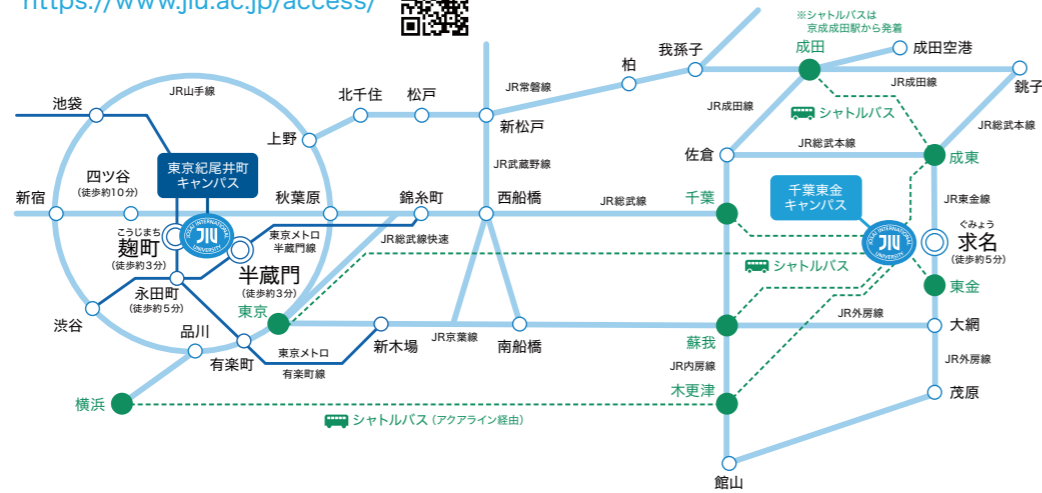 https://www.jiu.ac.jp/access/
※シャトルバスは
京成成田駅から発着
成田
成田空港
我孫子
柏
銚子
JR常磐線
JR成田線
JR山手線
池袋
北千住
松戸
JR成田線
シャトルバス
上野
新松戸
JR総武本線
JR総武本線
東京紀尾井町
キャンパス
JR武蔵野線
佐倉
成東
四ツ谷
(徒歩約10分)
新宿
秋葉原
錦糸町
西船橋
JR総武線
千葉
千葉東金
キャンパス
JR東金線
こうじまち
麹町
(徒歩約3分)
JOSAI INTERNATIONAL
JIU
UNIVERSITY
東京メトロ
半蔵門線
JR総武線快速
JOSAI INTERNATIONAL
JIU
UNIVERSITY
ぐみょう
求名
(徒歩約5分)
半蔵門
(徒歩約3分)
シャトルバス
永田町
(徒歩約5分)
東京
東金
渋谷
品川
有楽町
東京メトロ
有楽町線
新木場
JR京葉線
南船橋
蘇我
JR外房線
大網
JR内房線
JR外房線
木更津
茂原
横浜
シャトルバス(アクアライン経由)
館山